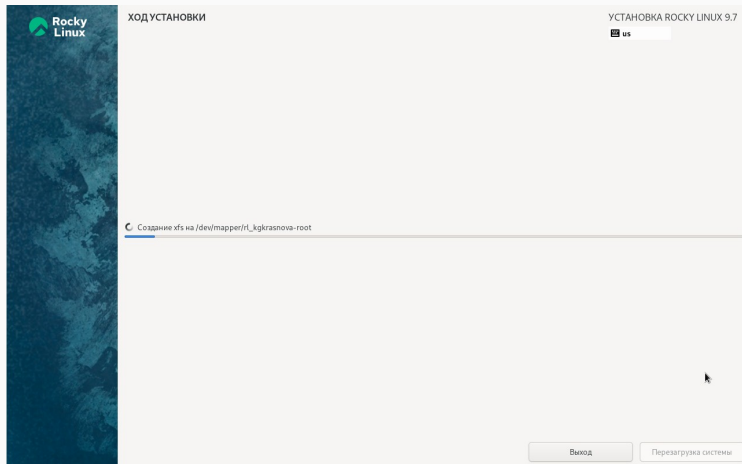 Rocky
Linux
ХОД УСТАНОВКИ
УСТАНОВКА ROCKY LINUX 9.7
us
Создание xfs на /dev/mapper/rl_kgkrasnova-root
Выход
Перезагрузка системы